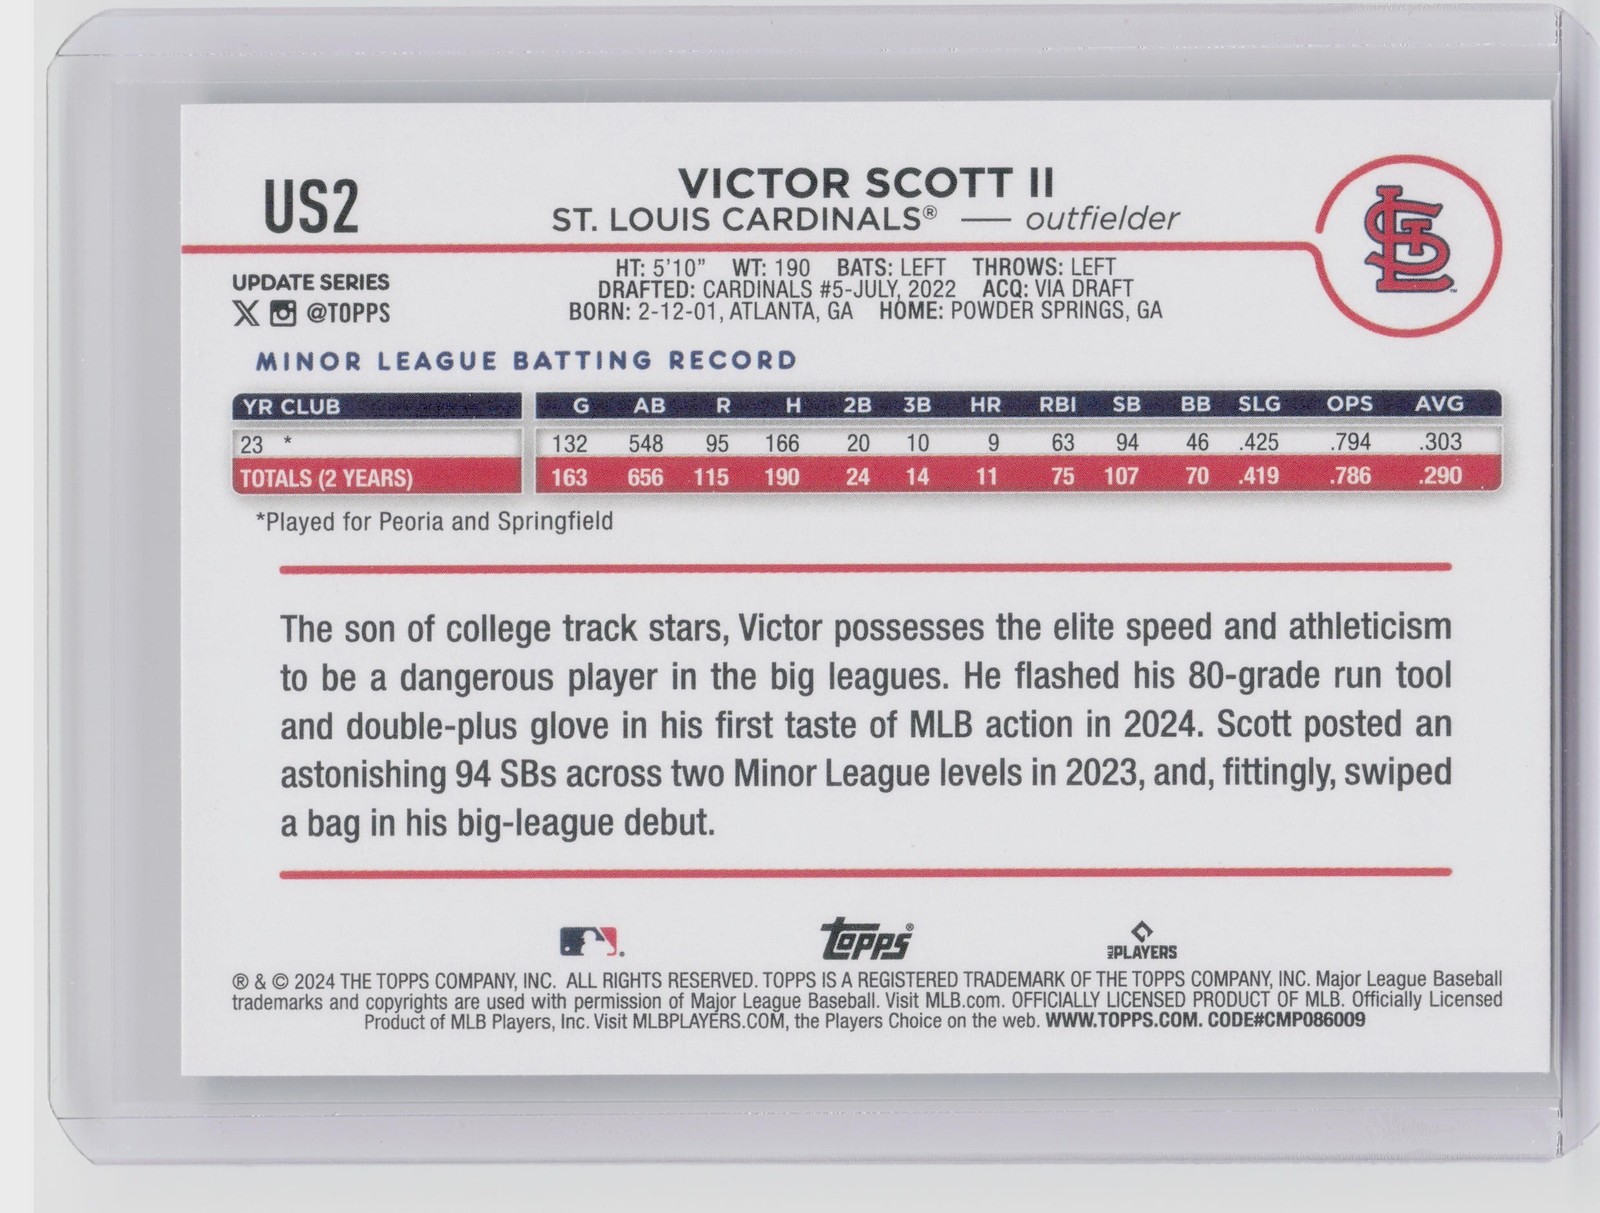 US2
VICTOR SCOTT II
ST. LOUIS CARDINALS® — outfielder
STL™
UPDATE SERIES
@TOPPS
HT: 5'10" WT: 190 BATS: LEFT THROWS: LEFT
DRAFTED: CARDINALS #5-JULY, 2022 ACQ: VIA DRAFT
BORN: 2-12-01, ATLANTA, GA HOME: POWDER SPRINGS, GA
MINOR LEAGUE BATTING RECORD
YR CLUB G AB R H 2B 3B HR RBI SB BB SLG OPS AVG
23 * 132 548 95 166 20 10 9 63 94 46 .425 .794 .303
TOTALS (2 YEARS) 163 656 115 190 24 14 11 75 107 70 .419 .786 .290
*Played for Peoria and Springfield
The son of college track stars, Victor possesses the elite speed and athleticism
to be a dangerous player in the big leagues. He flashed his 80-grade run tool
and double-plus glove in his first taste of MLB action in 2024. Scott posted an
astonishing 94 SBs across two Minor League levels in 2023, and, fittingly, swiped
a bag in his big-league debut.
topps® MLB PLAYERS
® & © 2024 THE TOPPS COMPANY, INC. ALL RIGHTS RESERVED. TOPPS IS A REGISTERED TRADEMARK OF THE TOPPS COMPANY, INC. Major League Baseball
trademarks and copyrights are used with permission of Major League Baseball. Visit MLB.com. OFFICIALLY LICENSED PRODUCT OF MLB. Officially Licensed
Product of MLB Players, Inc. Visit MLBPLAYERS.COM, the Players Choice on the web. WWW.TOPPS.COM. CODE#CMP086009